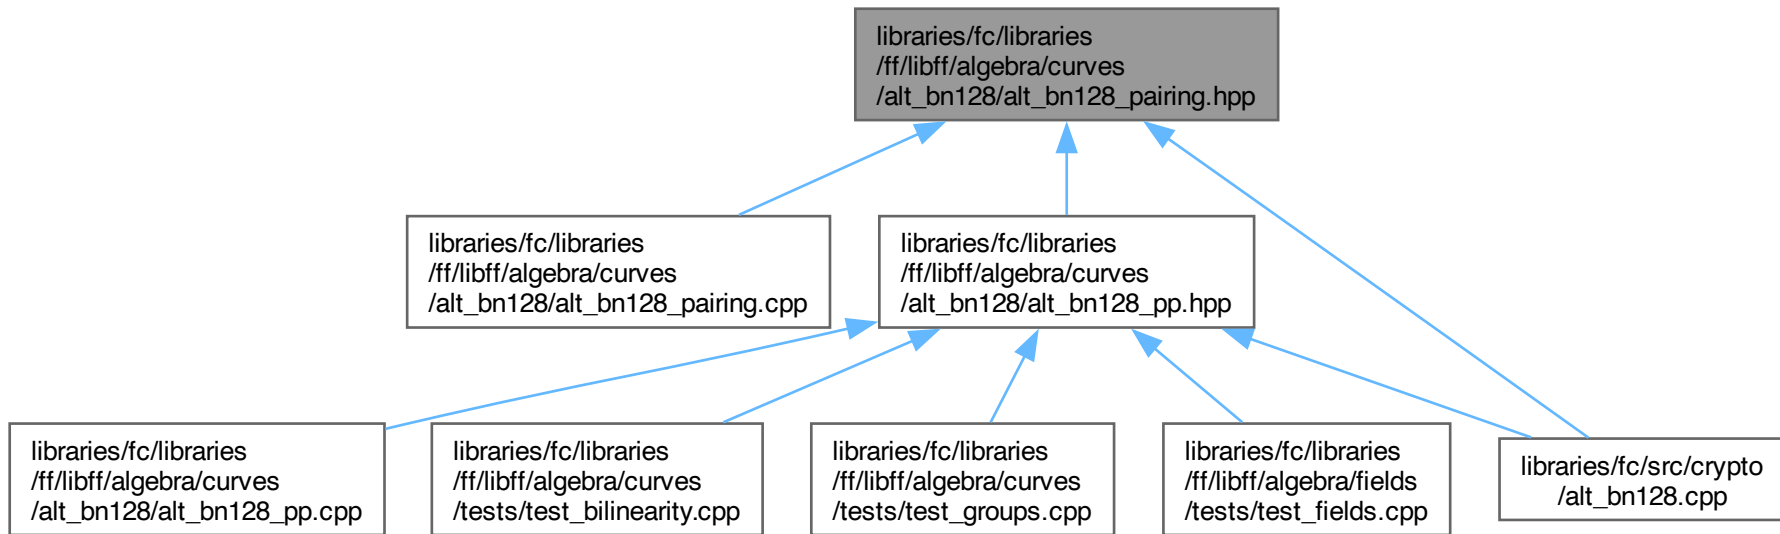 libraries/fc/libraries
/ff/libff/algebra/curves
/alt_bn128/alt_bn128_pairing.hpp
libraries/fc/libraries
/ff/libff/algebra/curves
/alt_bn128/alt_bn128_pairing.cpp
libraries/fc/libraries
/ff/libff/algebra/curves
/alt_bn128/alt_bn128_pp.hpp
libraries/fc/libraries
/ff/libff/algebra/curves
/alt_bn128/alt_bn128_pp.cpp
libraries/fc/libraries
/ff/libff/algebra/curves
/tests/test_bilinearity.cpp
libraries/fc/libraries
/ff/libff/algebra/curves
/tests/test_groups.cpp
libraries/fc/libraries
/ff/libff/algebra/fields
/tests/test_fields.cpp
libraries/fc/src/crypto
/alt_bn128.cpp